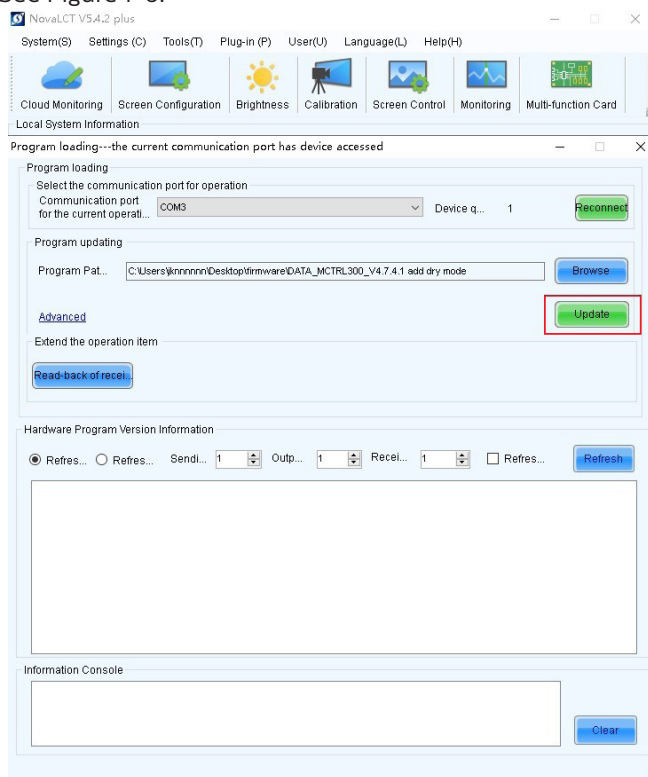 NovaLCT V5.4.2 plus
System(S) Settings (C) Tools(T) Plug-in (P) User(U) Language(L) Help(H)
Cloud Monitoring Screen Configuration Brightness Calibration Screen Control Monitoring Multi-function Card
Local System Information
Program loading---the current communication port has device accessed
Program loading
Select the communication port for operation
Communication port
for the current operati... COM3 Device q... 1 Reconnect
Program updating
Program Pat... C:\Users\jknnnnnn\Desktop\firmware\DATA_MCTRL300_V4.7.4.1 add dry mode Browse
Advanced Update
Extend the operation item
Read-back of recei...
Hardware Program Version Information
Refres... Refres... Sendi... 1 Outp... 1 Recei... 1 Refres... Refresh
Information Console
Clear